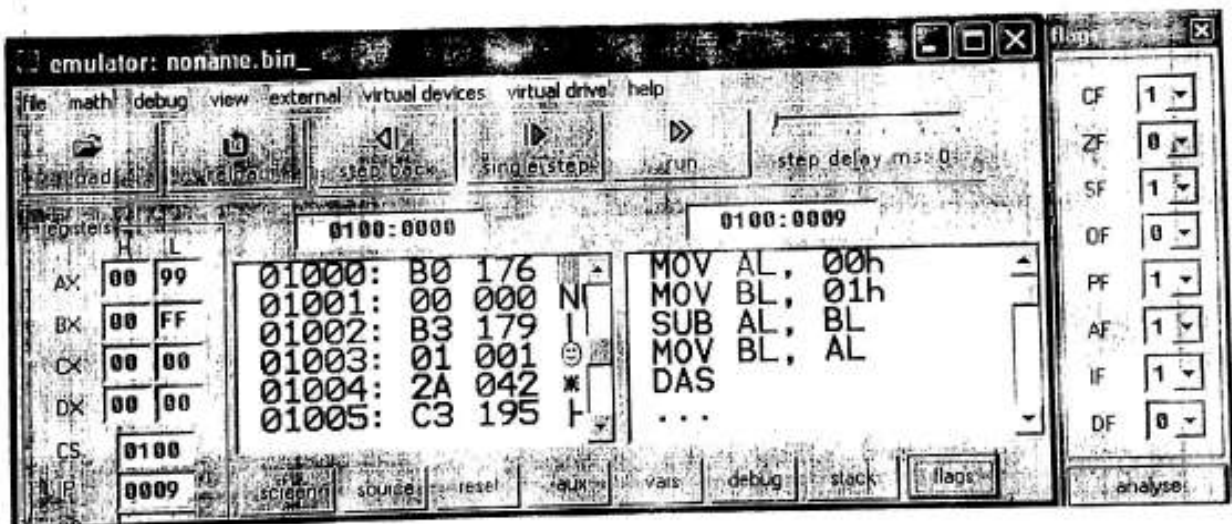 emulator: noname.bin_
file math debug view external virtual devices virtual drive help
load reload step back single step run step delay ms: 0
registers 0100:0000 0100:0009
H L
AX 00 99
BX 00 FF
CX 00 00
DX 00 00
CS 0100
IP 0009
01000: B0 176
01001: 00 000 N
01002: B3 179 |
01003: 01 001 ☺
01004: 2A 042 *
01005: C3 195 ├
MOV AL, 00h
MOV BL, 01h
SUB AL, BL
MOV BL, AL
DAS
...
screen source reset aux vars debug stack flags
flags
CF 1
ZF 0
SF 1
OF 0
PF 1
AF 1
IF 1
DF 0
analyse